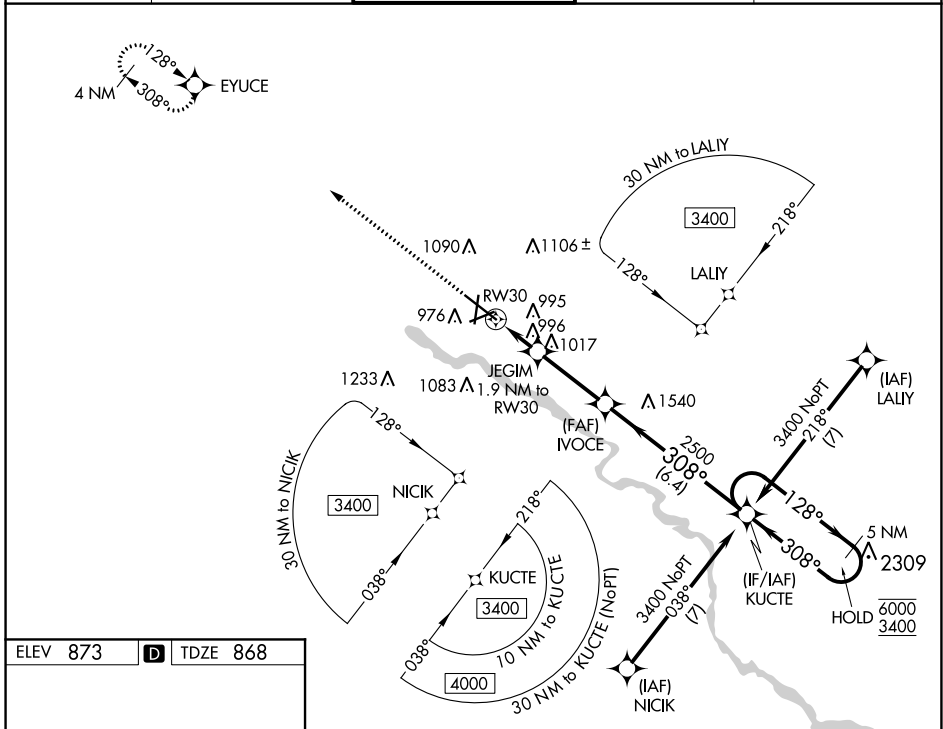 128°
308°
4 NM
EYUCE
30 NM to LALIY
3400
218°
128°
LALIY
1090
1106 ±
RW30
995
976
996
1017
JEGIM
1.9 NM to
RW30
1233
1083
1540
(FAF)
IVOCE
(IAF)
LALIY
3400 NoPT
218°
(7)
2500
308°
(6.4)
128°
308°
5 NM
2309
(IF/IAF)
KUCTE
HOLD
6000
3400
3400 NoPT
038°
(7)
(IAF)
NICIK
30 NM to NICIK
128°
3400
NICIK
038°
218°
KUCTE
3400
10 NM to KUCTE
038°
4000
30 NM to KUCTE (NoPT)
ELEV 873 D TDZE 868